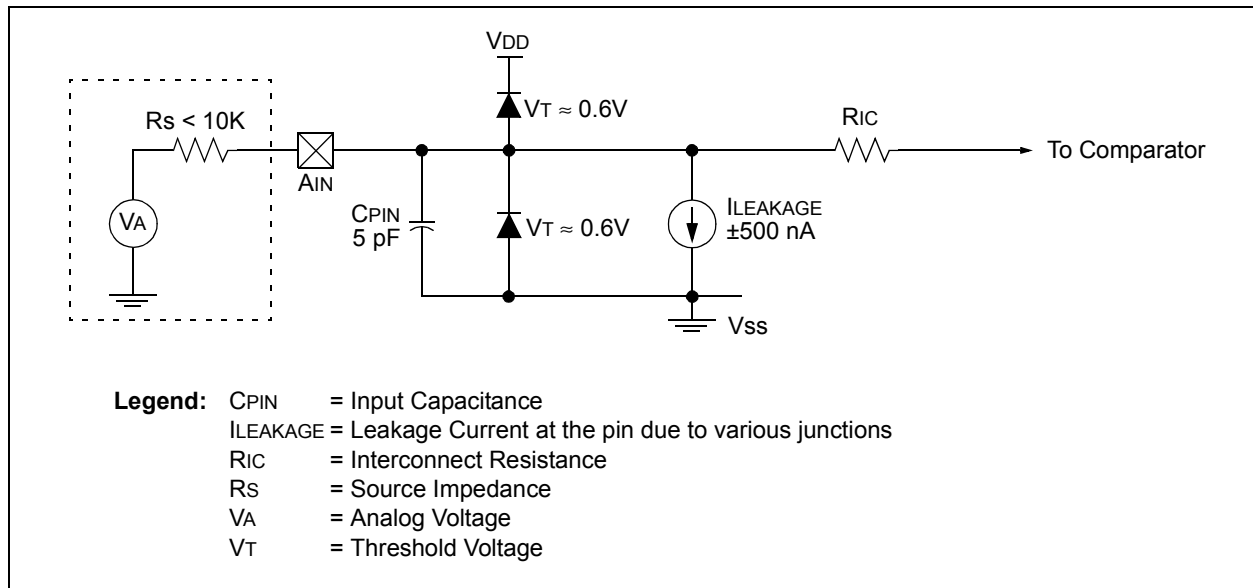 VDD
VT ≈ 0.6V
Rs < 10K
RIC
To Comparator
AIN
VA
CPIN
5 pF
VT ≈ 0.6V
ILEAKAGE
±500 nA
Vss
Legend: CPIN = Input Capacitance
ILEAKAGE = Leakage Current at the pin due to various junctions
RIC = Interconnect Resistance
RS = Source Impedance
VA = Analog Voltage
VT = Threshold Voltage